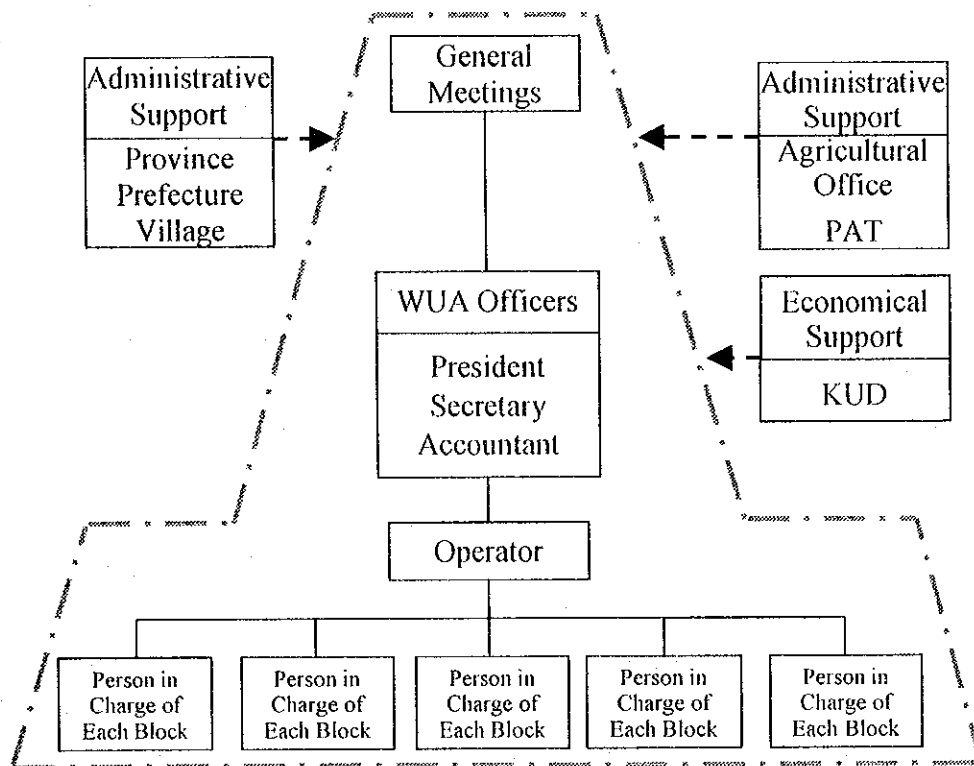 General
Meetings
Administrative
Support
Province
Prefecture
Village
Administrative
Support
Agricultural
Office
PAT
WUA Officers
President
Secretary
Accountant
Economical
Support
KUD
Operator
Person in
Charge of
Each Block
Person in
Charge of
Each Block
Person in
Charge of
Each Block
Person in
Charge of
Each Block
Person in
Charge of
Each Block